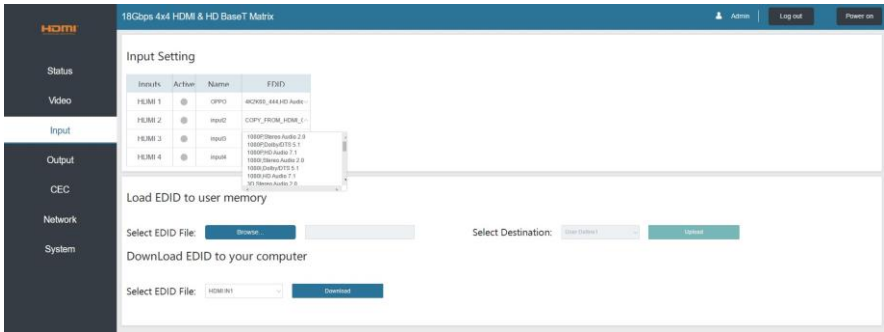 HDMI
18Gbps 4x4 HDMI & HD BaseT Matrix
Admin
Log out
Power on
Status
Video
Input
Output
CEC
Network
System
Input Setting
Inputs Active Name EDID
HDMI 1 OPPO 4K2K60_444,HD Audio
HDMI 2 input2 COPY_FROM_HDMI_(
HDMI 3 input3
HDMI 4 input4
1080P,Stereo Audio 2.0
1080P,Dolby/DTS 5.1
1080P,HD Audio 7.1
1080I,Stereo Audio 2.0
1080I,Dolby/DTS 5.1
1080I,HD Audio 7.1
3D,Stereo Audio 2.0
Load EDID to user memory
Select EDID File: Browse... Select Destination: User Define1 Upload
DownLoad EDID to your computer
Select EDID File: HDMI IN1 Download